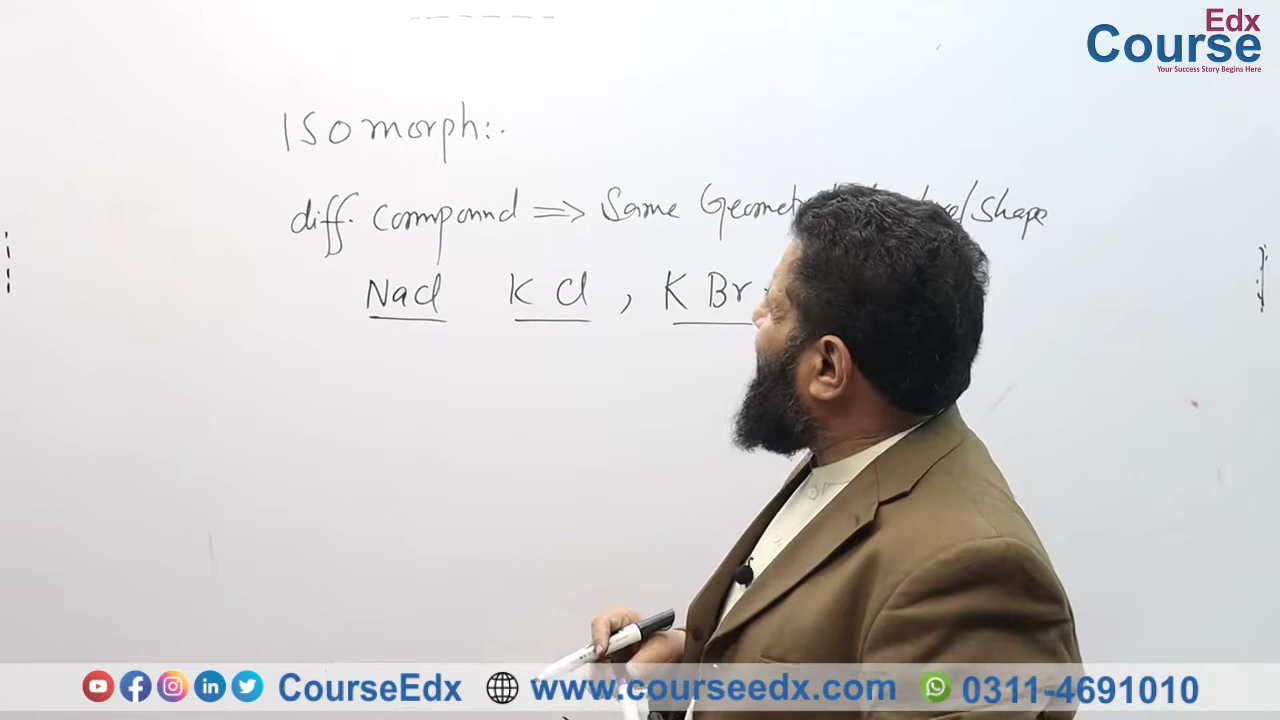 Edx
Course
Your Success Story Begins Here
Isomorph:.
diff. compound => Same /Shape
NaCl KCl , KBr
CourseEdx www.courseedx.com 0311-4691010